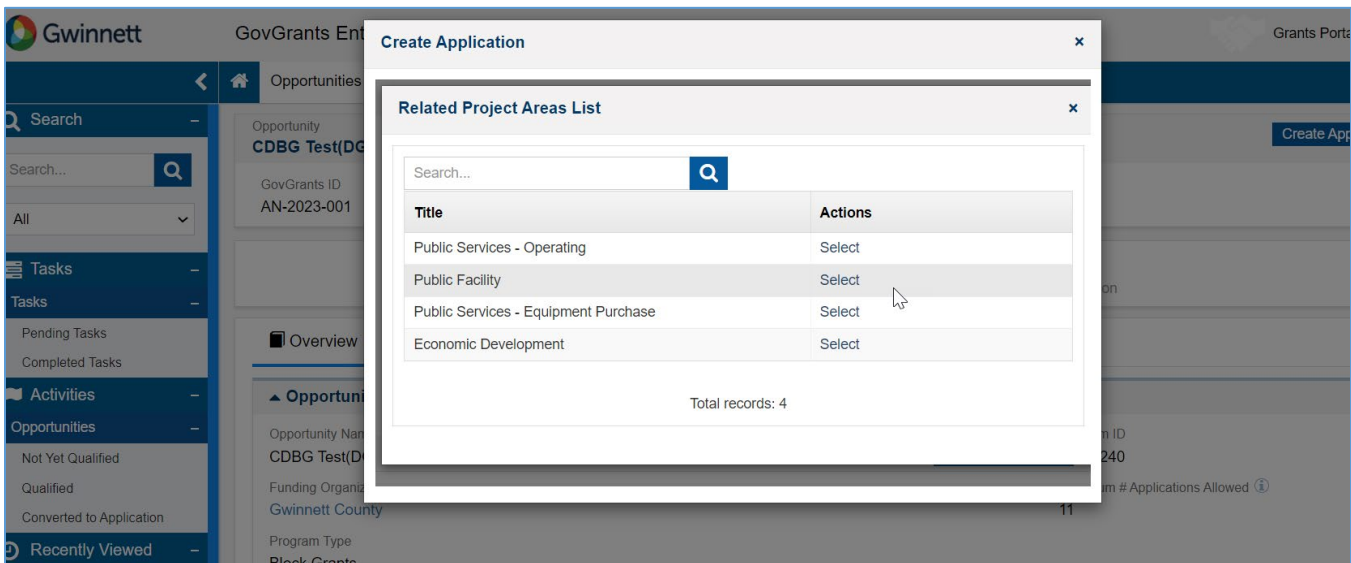 Gwinnett
GovGrants Ent
Grants Porta
Opportunities
Search
Search...
All
Tasks
Tasks
Pending Tasks
Completed Tasks
Activities
Opportunities
Not Yet Qualified
Qualified
Converted to Application
Recently Viewed
Opportunity
CDBG Test(DG
Create App
GovGrants ID
AN-2023-001
on
Overview
Opportuni
Opportunity Nam
CDBG Test(D
m ID
240
Funding Organiz
Gwinnett County
um # Applications Allowed
11
Program Type
Block Grants
Create Application ×
Related Project Areas List ×
Search...
Title Actions
Public Services - Operating Select
Public Facility Select
Public Services - Equipment Purchase Select
Economic Development Select
Total records: 4